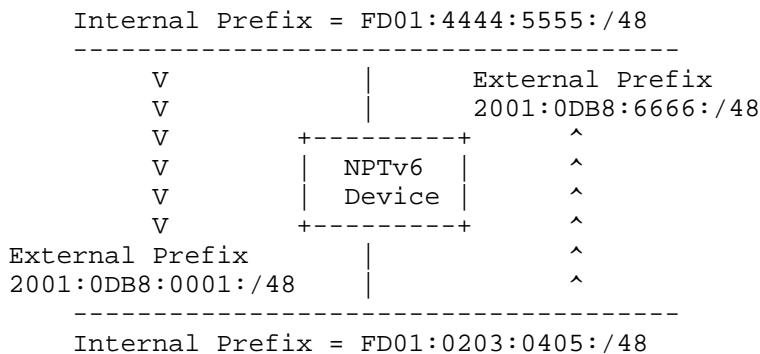 Internal Prefix = FD01:4444:5555:/48
--------------------------------------
V | External Prefix
V | 2001:0DB8:6666:/48
V +---------+ ^
V | NPTv6 | ^
V | Device | ^
V +---------+ ^
External Prefix | ^
2001:0DB8:0001:/48 | ^
--------------------------------------
Internal Prefix = FD01:0203:0405:/48